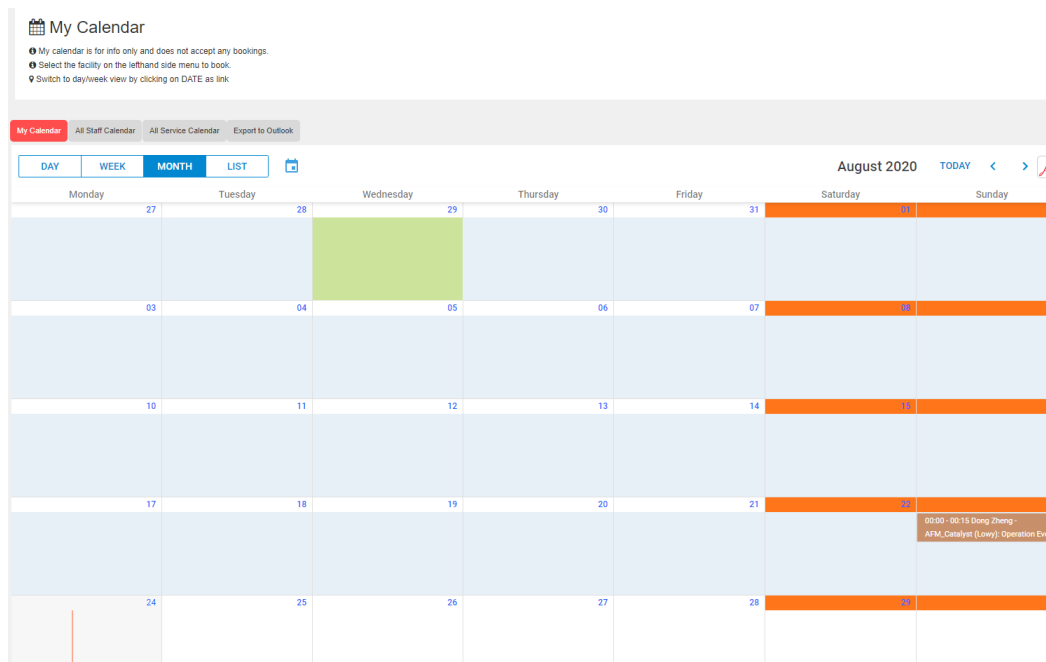 My Calendar
My calendar is for info only and does not accept any bookings.
Select the facility on the lefthand side menu to book.
Switch to day/week view by clicking on DATE as link
My Calendar All Staff Calendar All Service Calendar Export to Outlook
DAY WEEK MONTH LIST August 2020 TODAY
Monday Tuesday Wednesday Thursday Friday Saturday Sunday
27 28 29 30 31 01
03 04 05 06 07 08
10 11 12 13 14 15
17 18 19 20 21 22
00:00 - 00:15 Dong Zheng -
AFM_Catalyst (Lowy): Operation Eve
24 25 26 27 28 29